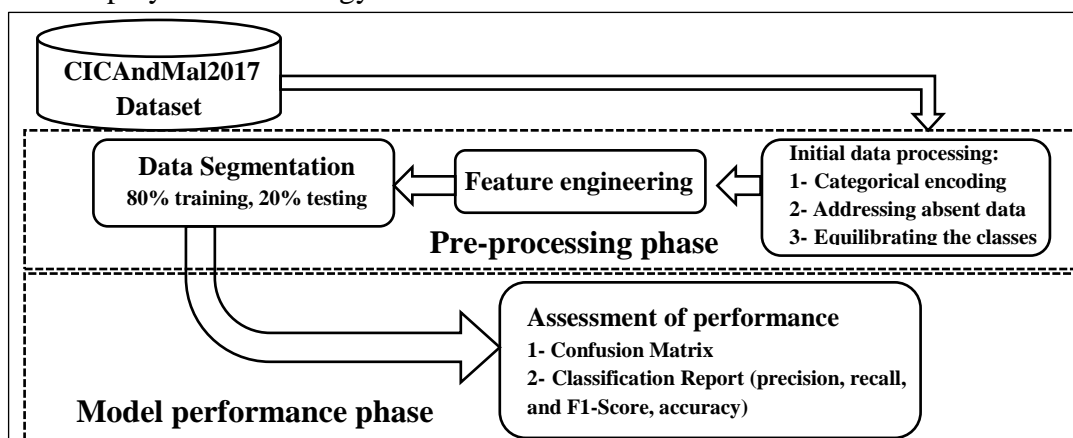 CICAndMal2017
Dataset
Data Segmentation
80% training, 20% testing
Feature engineering
Initial data processing:
1- Categorical encoding
2- Addressing absent data
3- Equilibrating the classes
Pre-processing phase
Assessment of performance
1- Confusion Matrix
2- Classification Report (precision, recall,
and F1-Score, accuracy)
Model performance phase